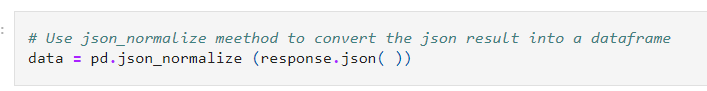 # Use json_normalize meethod to convert the json result into a dataframe
data = pd.json_normalize (response.json( ))